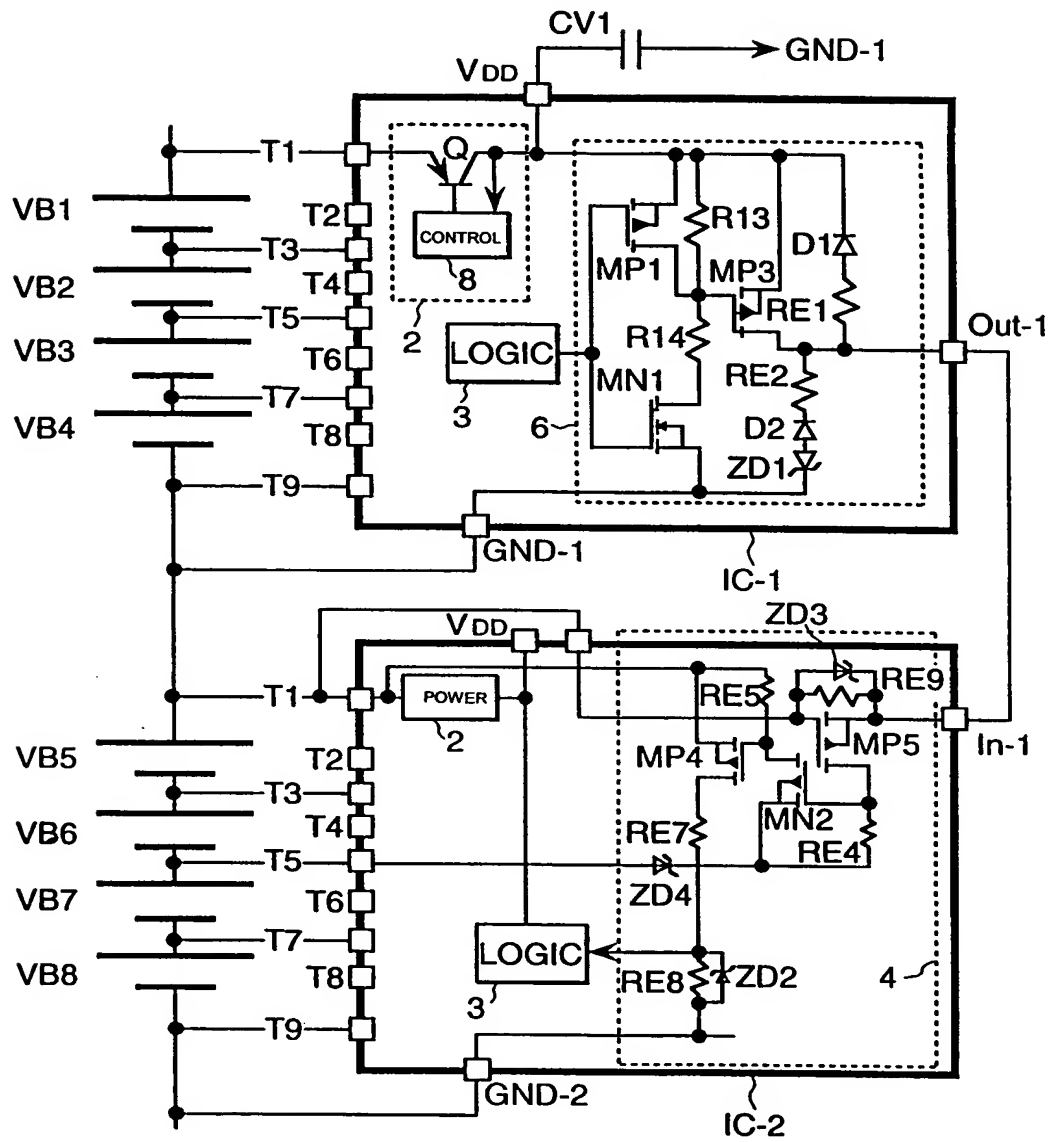 CV1
GND-1
VDD
T1
Q
CONTROL
8
2
VB1
T2
T3
VB2
T4
T5
VB3
T6
T7
VB4
T8
T9
LOGIC
3
6
MP1
R13
MP3
D1
RE1
R14
MN1
RE2
D2
ZD1
Out-1
GND-1
IC-1
VDD
ZD3
T1
POWER
2
RE5
RE9
In-1
MP4
MP5
VB5
T2
T3
VB6
T4
T5
VB7
T6
T7
VB8
T8
T9
MN2
RE7
RE4
ZD4
LOGIC
3
RE8
ZD2
4
GND-2
IC-2